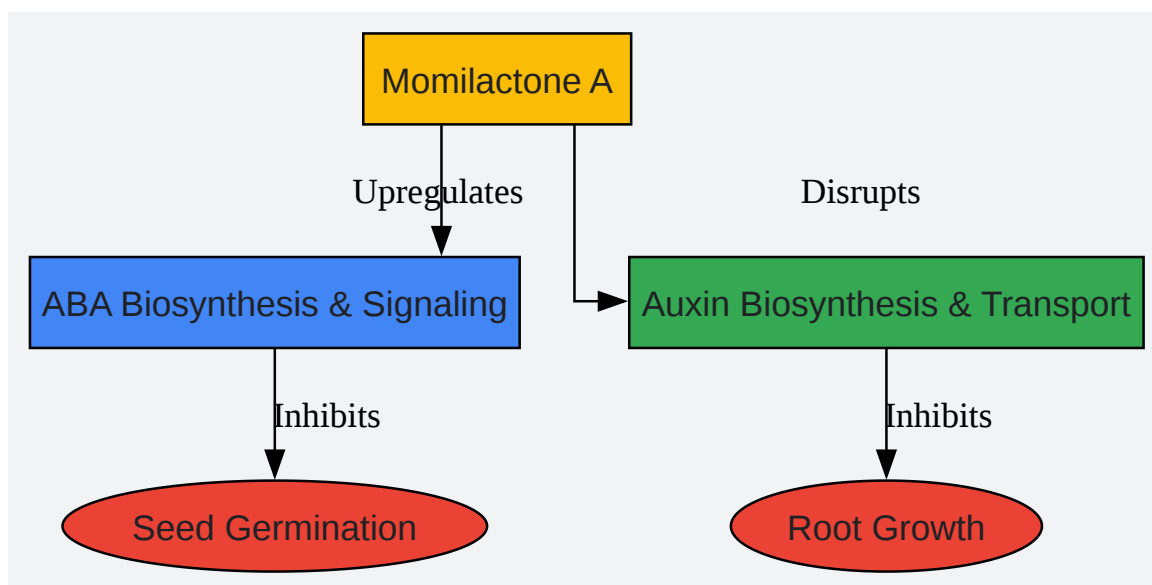 Momilactone A
Upregulates
Disrupts
ABA Biosynthesis & Signaling
Auxin Biosynthesis & Transport
Inhibits
Inhibits
Seed Germination
Root Growth